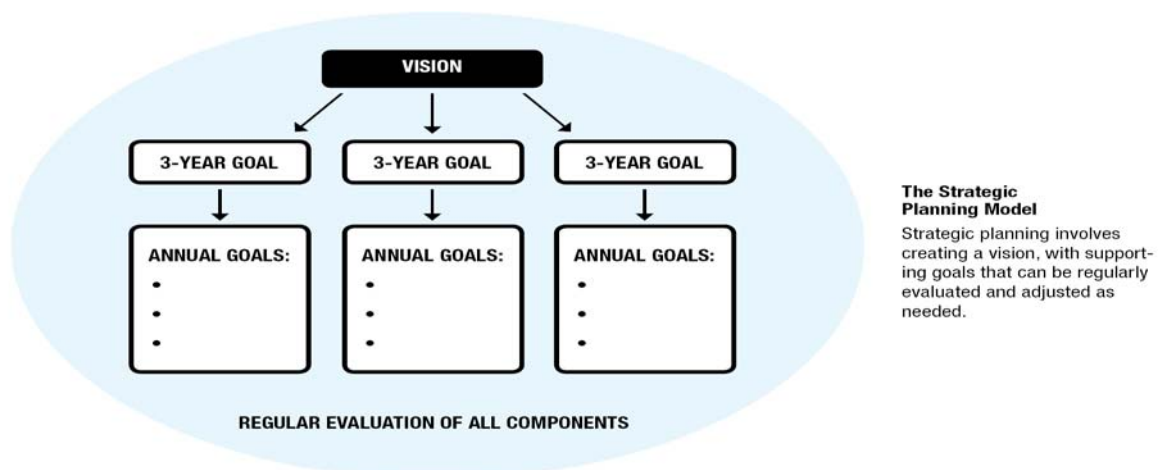 VISION
3-YEAR GOAL
3-YEAR GOAL
3-YEAR GOAL
ANNUAL GOALS:
•
•
•
ANNUAL GOALS:
•
•
•
ANNUAL GOALS:
•
•
•
REGULAR EVALUATION OF ALL COMPONENTS
The Strategic
Planning Model
Strategic planning involves
creating a vision, with support-
ing goals that can be regularly
evaluated and adjusted as
needed.